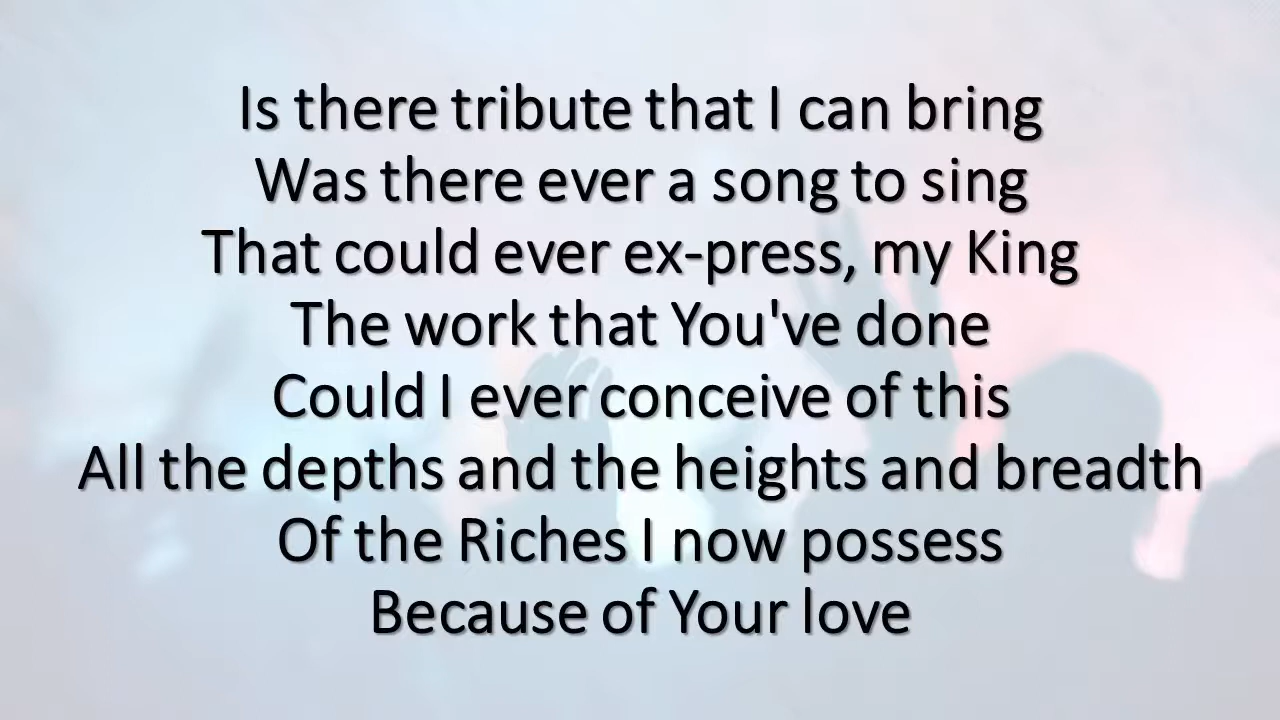 Is there tribute that I can bring
Was there ever a song to sing
That could ever ex-press, my King
The work that You've done
Could I ever conceive of this
All the depths and the heights and breadth
Of the Riches I now possess
Because of Your love